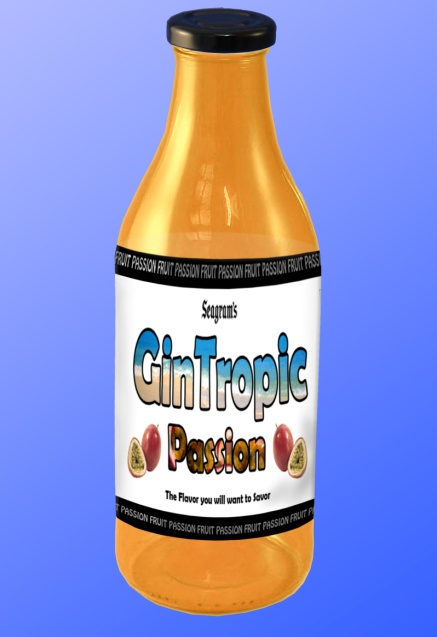 FRUIT PASSION FRUIT PASSION FRUIT PASSION FRUIT PASSION
Seagram's
GinTropic
Passion
The Flavor you will want to Savor
PASSION FRUIT PASSION FRUIT PASSION FRUIT PASSION